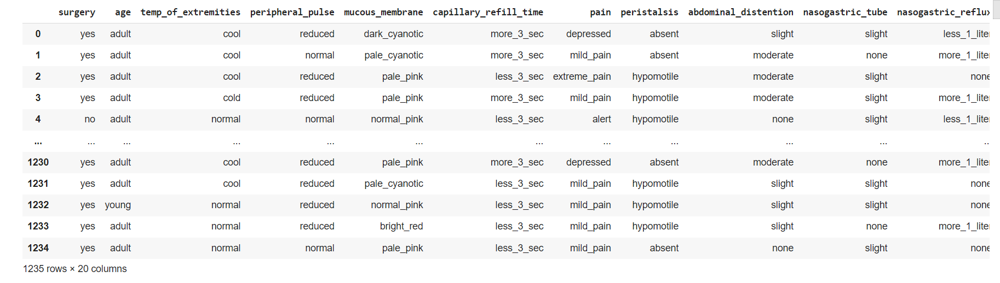 surgery age temp_of_extremities peripheral_pulse mucous_membrane capillary_refill_time pain peristalsis abdominal_distention nasogastric_tube nasogastric_reflux
0 yes adult cool reduced dark_cyanotic more_3_sec depressed absent slight slight less_1_lite
1 yes adult cool normal pale_cyanotic more_3_sec mild_pain absent moderate none more_1_lite
2 yes adult cool reduced pale_pink less_3_sec extreme_pain hypomotile moderate slight none
3 yes adult cold reduced pale_pink more_3_sec mild_pain hypomotile moderate slight more_1_lite
4 no adult normal normal normal_pink less_3_sec alert hypomotile none slight less_1_lite
... ... ... ... ... ... ... ... ... ... ... ..
1230 yes adult cool reduced pale_pink more_3_sec depressed absent moderate none more_1_lite
1231 yes adult cool reduced pale_cyanotic less_3_sec mild_pain hypomotile slight slight none
1232 yes young normal reduced normal_pink less_3_sec mild_pain hypomotile slight slight none
1233 yes adult normal reduced bright_red less_3_sec mild_pain hypomotile slight none more_1_lite
1234 yes adult normal normal pale_pink less_3_sec mild_pain absent none slight none
1235 rows × 20 columns